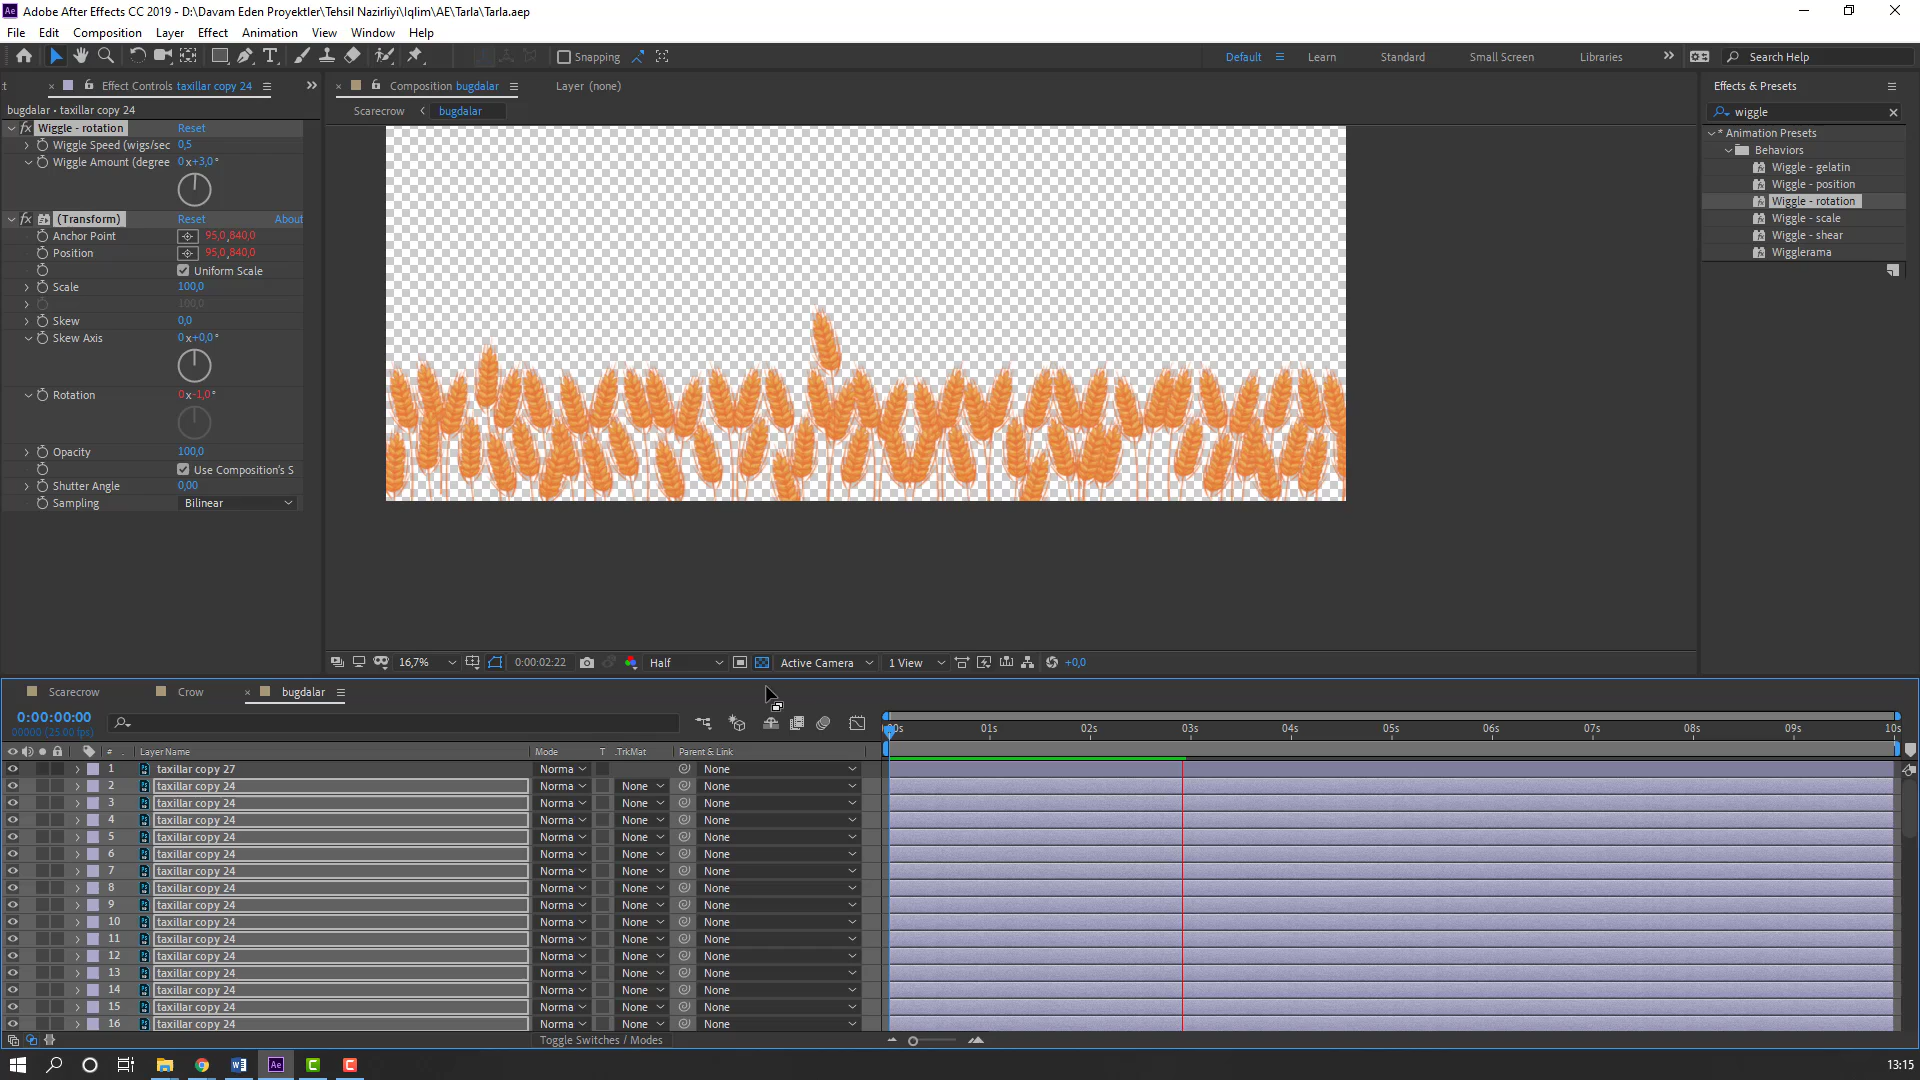 Adobe After Effects CC 2019 - D:\Davam Eden Proyektler\Tehsil Nazirliyi\Iqlim\AE\Tarla\Tarla.aep
File Edit Composition Layer Effect Animation View Window Help
Snapping Default Learn Standard Small Screen Libraries Search Help
Effect Controls taxillar copy 24
Composition bugdalar
Layer (none)
Effects & Presets
bugdalar • taxillar copy 24
Scarecrow bugdalar
wiggle
fx Wiggle - rotation Reset
Wiggle Speed (wigs/sec 0,5
Wiggle Amount (degree 0x+3,0°
fx (Transform) Reset About
Anchor Point 95,0,840,0
Position 95,0,840,0
Uniform Scale
Scale 100,0
100,0
Skew 0,0
Skew Axis 0x+0,0°
Rotation 0x-1,0°
Opacity 100,0
Use Composition's S
Shutter Angle 0,00
Sampling Bilinear
* Animation Presets
Behaviors
Wiggle - gelatin
Wiggle - position
Wiggle - rotation
Wiggle - scale
Wiggle - shear
Wigglerama
16,7% 0:00:02:22 Half Active Camera 1 View +0,0
Scarecrow Crow bugdalar
0:00:00:00
00000 (25.00 fps)
:00s 01s 02s 03s 04s 05s 06s 07s 08s 09s 10s
# Layer Name Mode T .TrkMat Parent & Link
1 taxillar copy 27 Norma None
2 taxillar copy 24 Norma None None
3 taxillar copy 24 Norma None None
4 taxillar copy 24 Norma None None
5 taxillar copy 24 Norma None None
6 taxillar copy 24 Norma None None
7 taxillar copy 24 Norma None None
8 taxillar copy 24 Norma None None
9 taxillar copy 24 Norma None None
10 taxillar copy 24 Norma None None
11 taxillar copy 24 Norma None None
12 taxillar copy 24 Norma None None
13 taxillar copy 24 Norma None None
14 taxillar copy 24 Norma None None
15 taxillar copy 24 Norma None None
16 taxillar copy 24 Norma None None
Toggle Switches / Modes
Ae 13:15